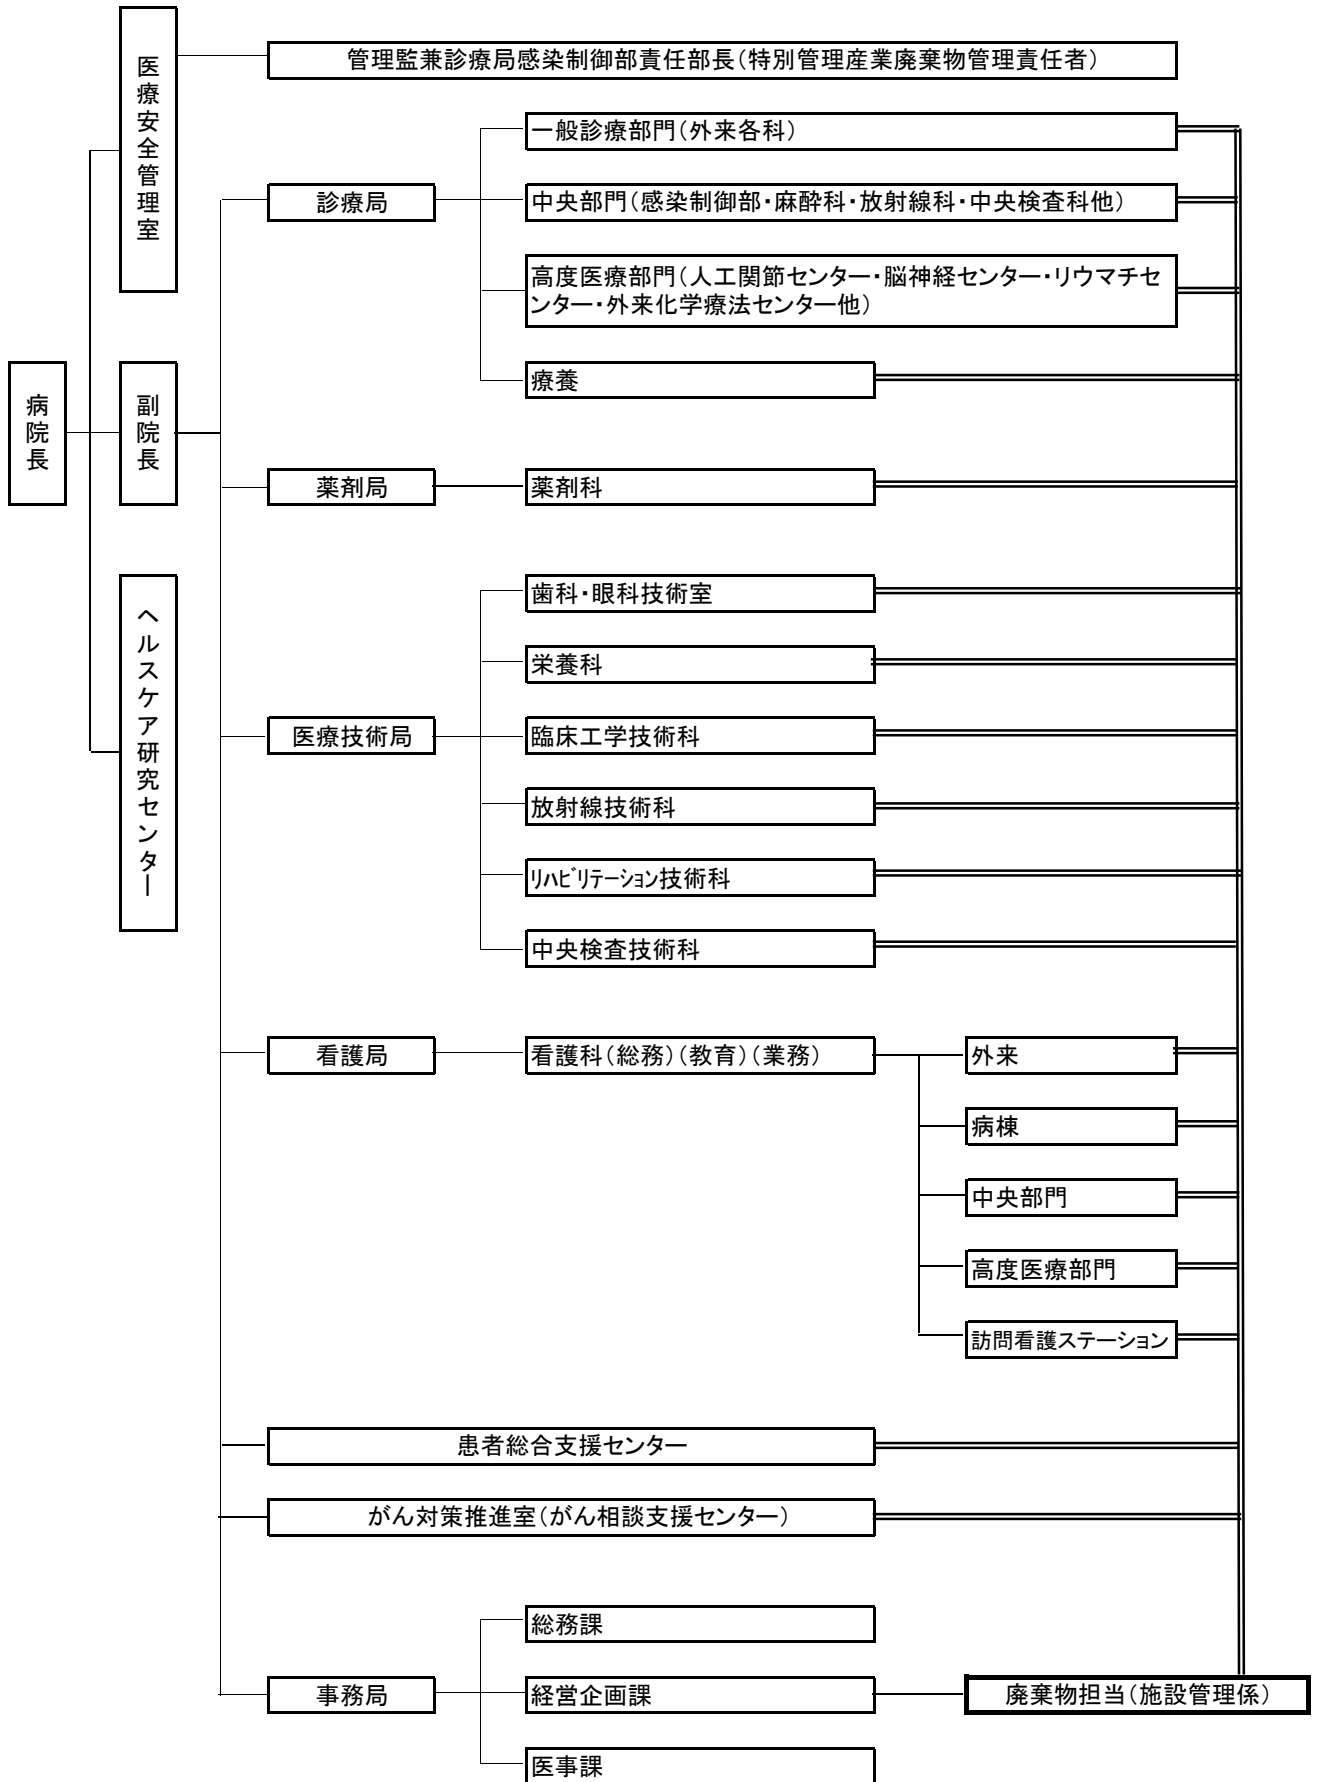 医療安全管理室
管理監兼診療局感染制御部責任部長（特別管理産業廃棄物管理責任者）
一般診療部門（外来各科）
診療局
中央部門（感染制御部・麻酔科・放射線科・中央検査科他）
高度医療部門（人工関節センター・脳神経センター・リウマチセ
ンター・外来化学療法センター他）
療養
病院長
副院長
薬剤局
薬剤科
ヘルスケア研究センター
歯科・眼科技術室
栄養科
医療技術局
臨床工学技術科
放射線技術科
ﾘﾊﾋﾞﾘﾃｰｼｮﾝ技術科
中央検査技術科
看護局
看護科（総務）（教育）（業務）
外来
病棟
中央部門
高度医療部門
訪問看護ステーション
患者総合支援センター
がん対策推進室（がん相談支援センター）
総務課
事務局
経営企画課
廃棄物担当（施設管理係）
医事課